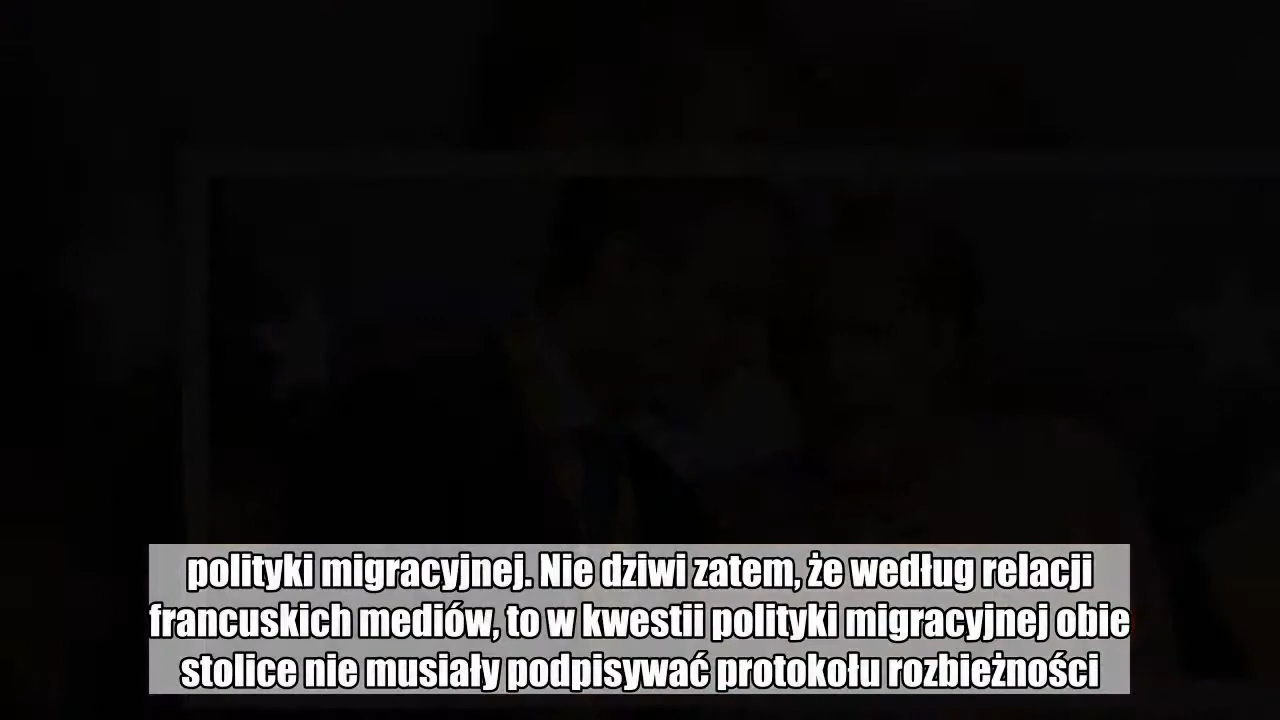 polityki migracyjnej. Nie dziwi zatem, że według relacji
francuskich mediów, to w kwestii polityki migracyjnej obie
stolice nie musiały podpisywać protokołu rozbieżności